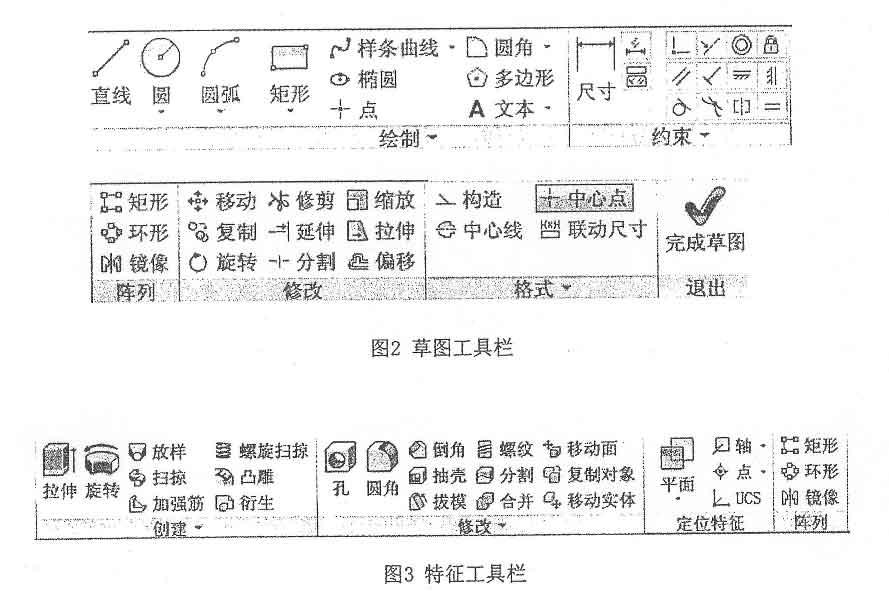 直线 圆 圆弧 矩形 样条曲线 圆角 尺寸
椭圆 多边形
点 A 文本
绘制 约束
矩形 移动 修剪 缩放 构造 中心点
环形 复制 延伸 拉伸 中心线 联动尺寸 完成草图
镜像 旋转 分割 偏移
阵列 修改 格式 退出
图2 草图工具栏
拉伸 旋转 放样 螺旋扫掠 孔 圆角 倒角 螺纹 移动面 平面 轴 矩形
扫掠 凸雕 抽壳 分割 复制对象 点 环形
加强筋 衍生 拔模 合并 移动实体 UCS 镜像
创建 修改 定位特征 阵列
图3 特征工具栏